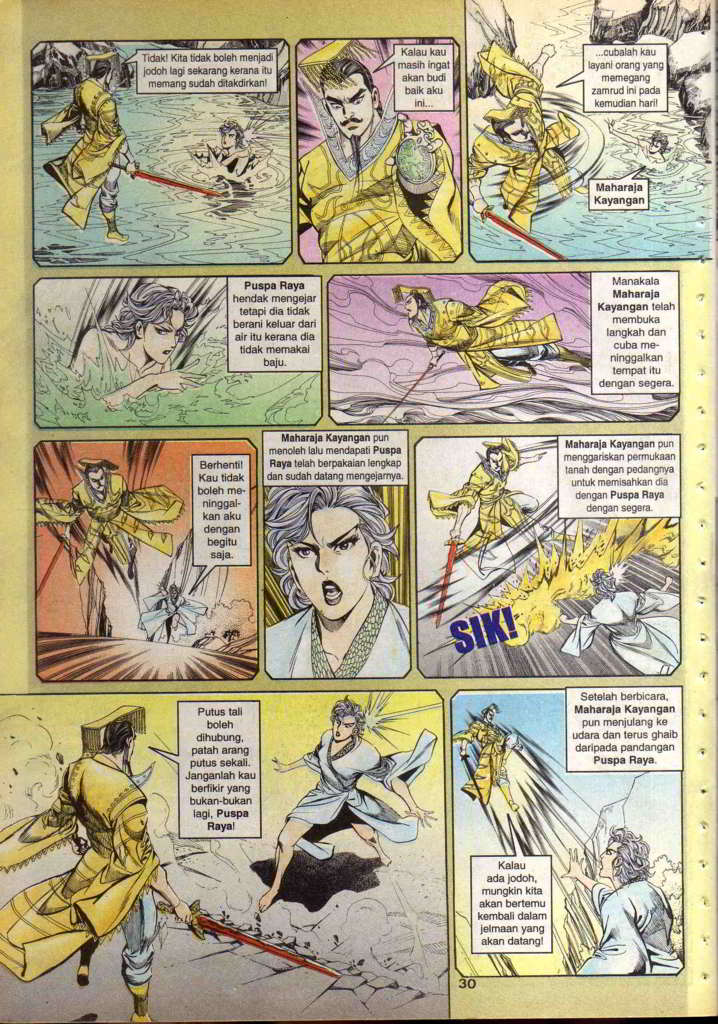 Tidak! Kita tidak boleh menjadi
jodoh lagi sekarang kerana itu
memang sudah ditakdirkan!
Kalau kau
masih ingat
akan budi
baik aku
ini...
...cubalah kau
layani orang yang
memegang
zamrud ini pada
kemudian hari!
Maharaja
Kayangan
Puspa Raya
hendak mengejar
tetapi dia tidak
berani keluar dari
air itu kerana dia
tidak memakai
baju.
Manakala
Maharaja
Kayangan telah
membuka
langkah dan
cuba me-
ninggalkan
tempat itu
dengan segera.
Berhenti!
Kau tidak
boleh me-
ninggal-
kan aku
dengan
begitu
saja.
Maharaja Kayangan pun
menoleh lalu mendapati Puspa
Raya telah berpakaian lengkap
dan sudah datang mengejarnya.
Maharaja Kayangan pun
menggariskan permukaan
tanah dengan pedangnya
untuk memisahkan dia
dengan Puspa Raya
dengan segera.
SIK!
Putus tali
boleh
dihubung,
patah arang
putus sekali.
Janganlah kau
berfikir yang
bukan-bukan
lagi, Puspa
Raya!
Setelah berbicara,
Maharaja Kayangan
pun menjulang ke
udara dan terus ghaib
daripada pandangan
Puspa Raya.
Kalau
ada jodoh,
mungkin kita
akan bertemu
kembali dalam
jelmaan yang
akan datang!
30